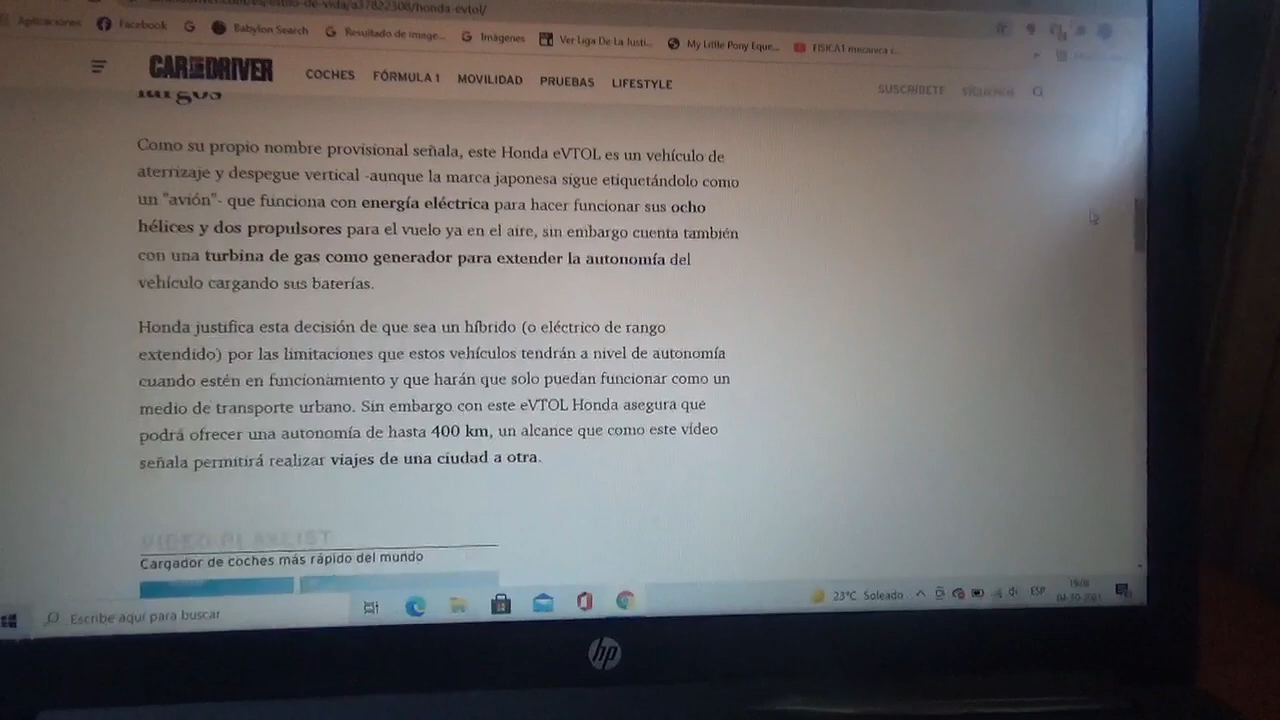 de-vida/a37822308/honda-evtol/
Aplicaciones Facebook Babylon Search Resultado de image... Imágenes Ver Liga De La Justi... My Little Pony Eque... FISICA1 mecanica c...
CAR AND DRIVER COCHES FÓRMULA 1 MOVILIDAD PRUEBAS LIFESTYLE SUSCRÍBETE SÍGUENOS
Como su propio nombre provisional señala, este Honda eVTOL es un vehículo de
aterrizaje y despegue vertical -aunque la marca japonesa sigue etiquetándolo como
un "avión"- que funciona con energía eléctrica para hacer funcionar sus ocho
hélices y dos propulsores para el vuelo ya en el aire, sin embargo cuenta también
con una turbina de gas como generador para extender la autonomía del
vehículo cargando sus baterías.
Honda justifica esta decisión de que sea un híbrido (o eléctrico de rango
extendido) por las limitaciones que estos vehículos tendrán a nivel de autonomía
cuando estén en funcionamiento y que harán que solo puedan funcionar como un
medio de transporte urbano. Sin embargo con este eVTOL Honda asegura que
podrá ofrecer una autonomía de hasta 400 km, un alcance que como este vídeo
señala permitirá realizar viajes de una ciudad a otra.
VIDEO PLAYLIST
Cargador de coches más rápido del mundo
Escribe aquí para buscar 23°C Soleado ESP
hp